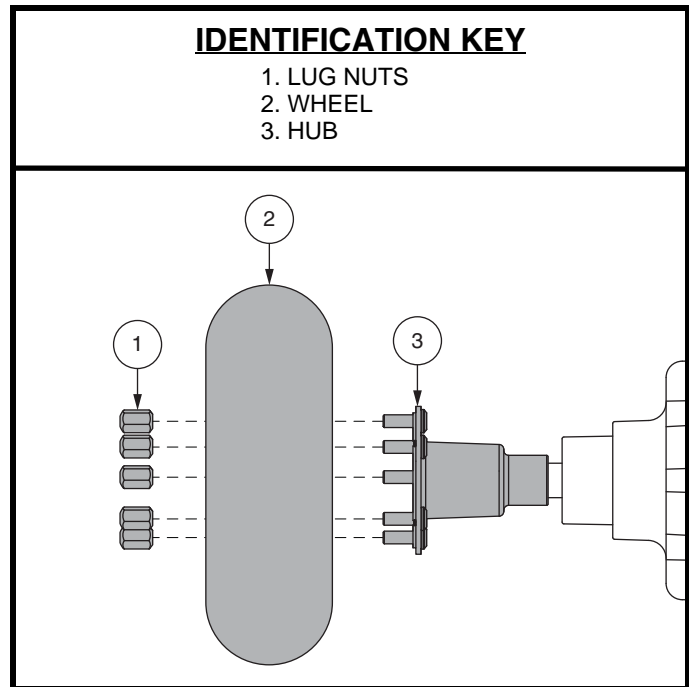 IDENTIFICATION KEY
1. LUG NUTS
2. WHEEL
3. HUB
2
1
3